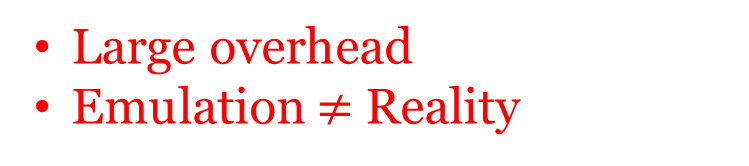 • Large overhead
• Emulation ≠ Reality